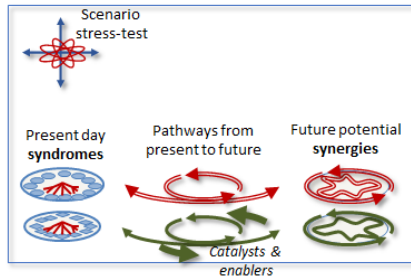 Scenario
stress-test
Present day
syndromes
Pathways from
present to future
Future potential
synergies
Catalysts &
enablers